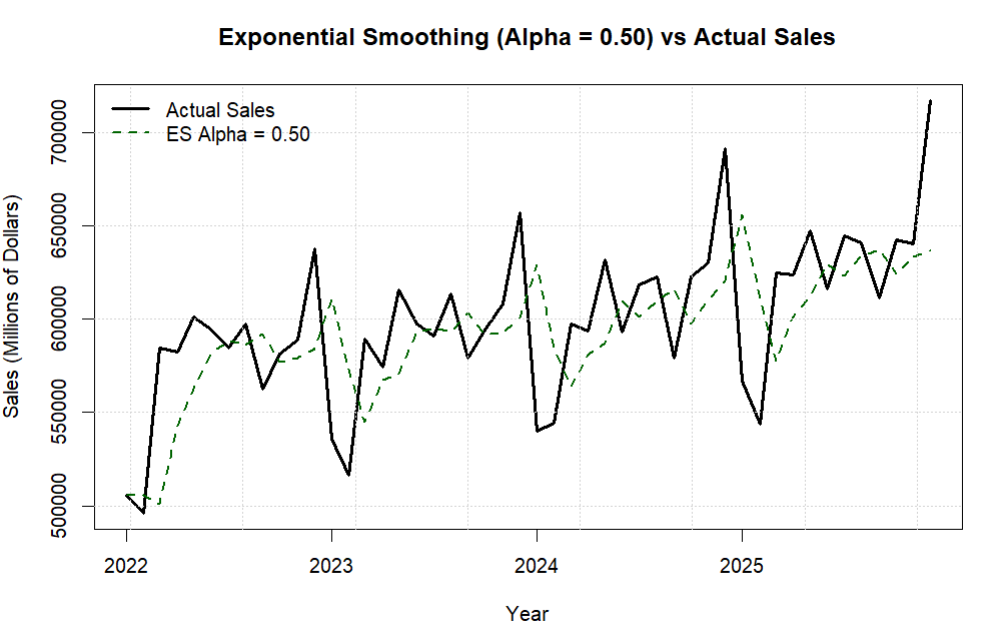 Exponential Smoothing (Alpha = 0.50) vs Actual Sales
Actual Sales
ES Alpha = 0.50
Sales (Millions of Dollars)
700000
650000
600000
550000
500000
2022
2023
2024
2025
Year